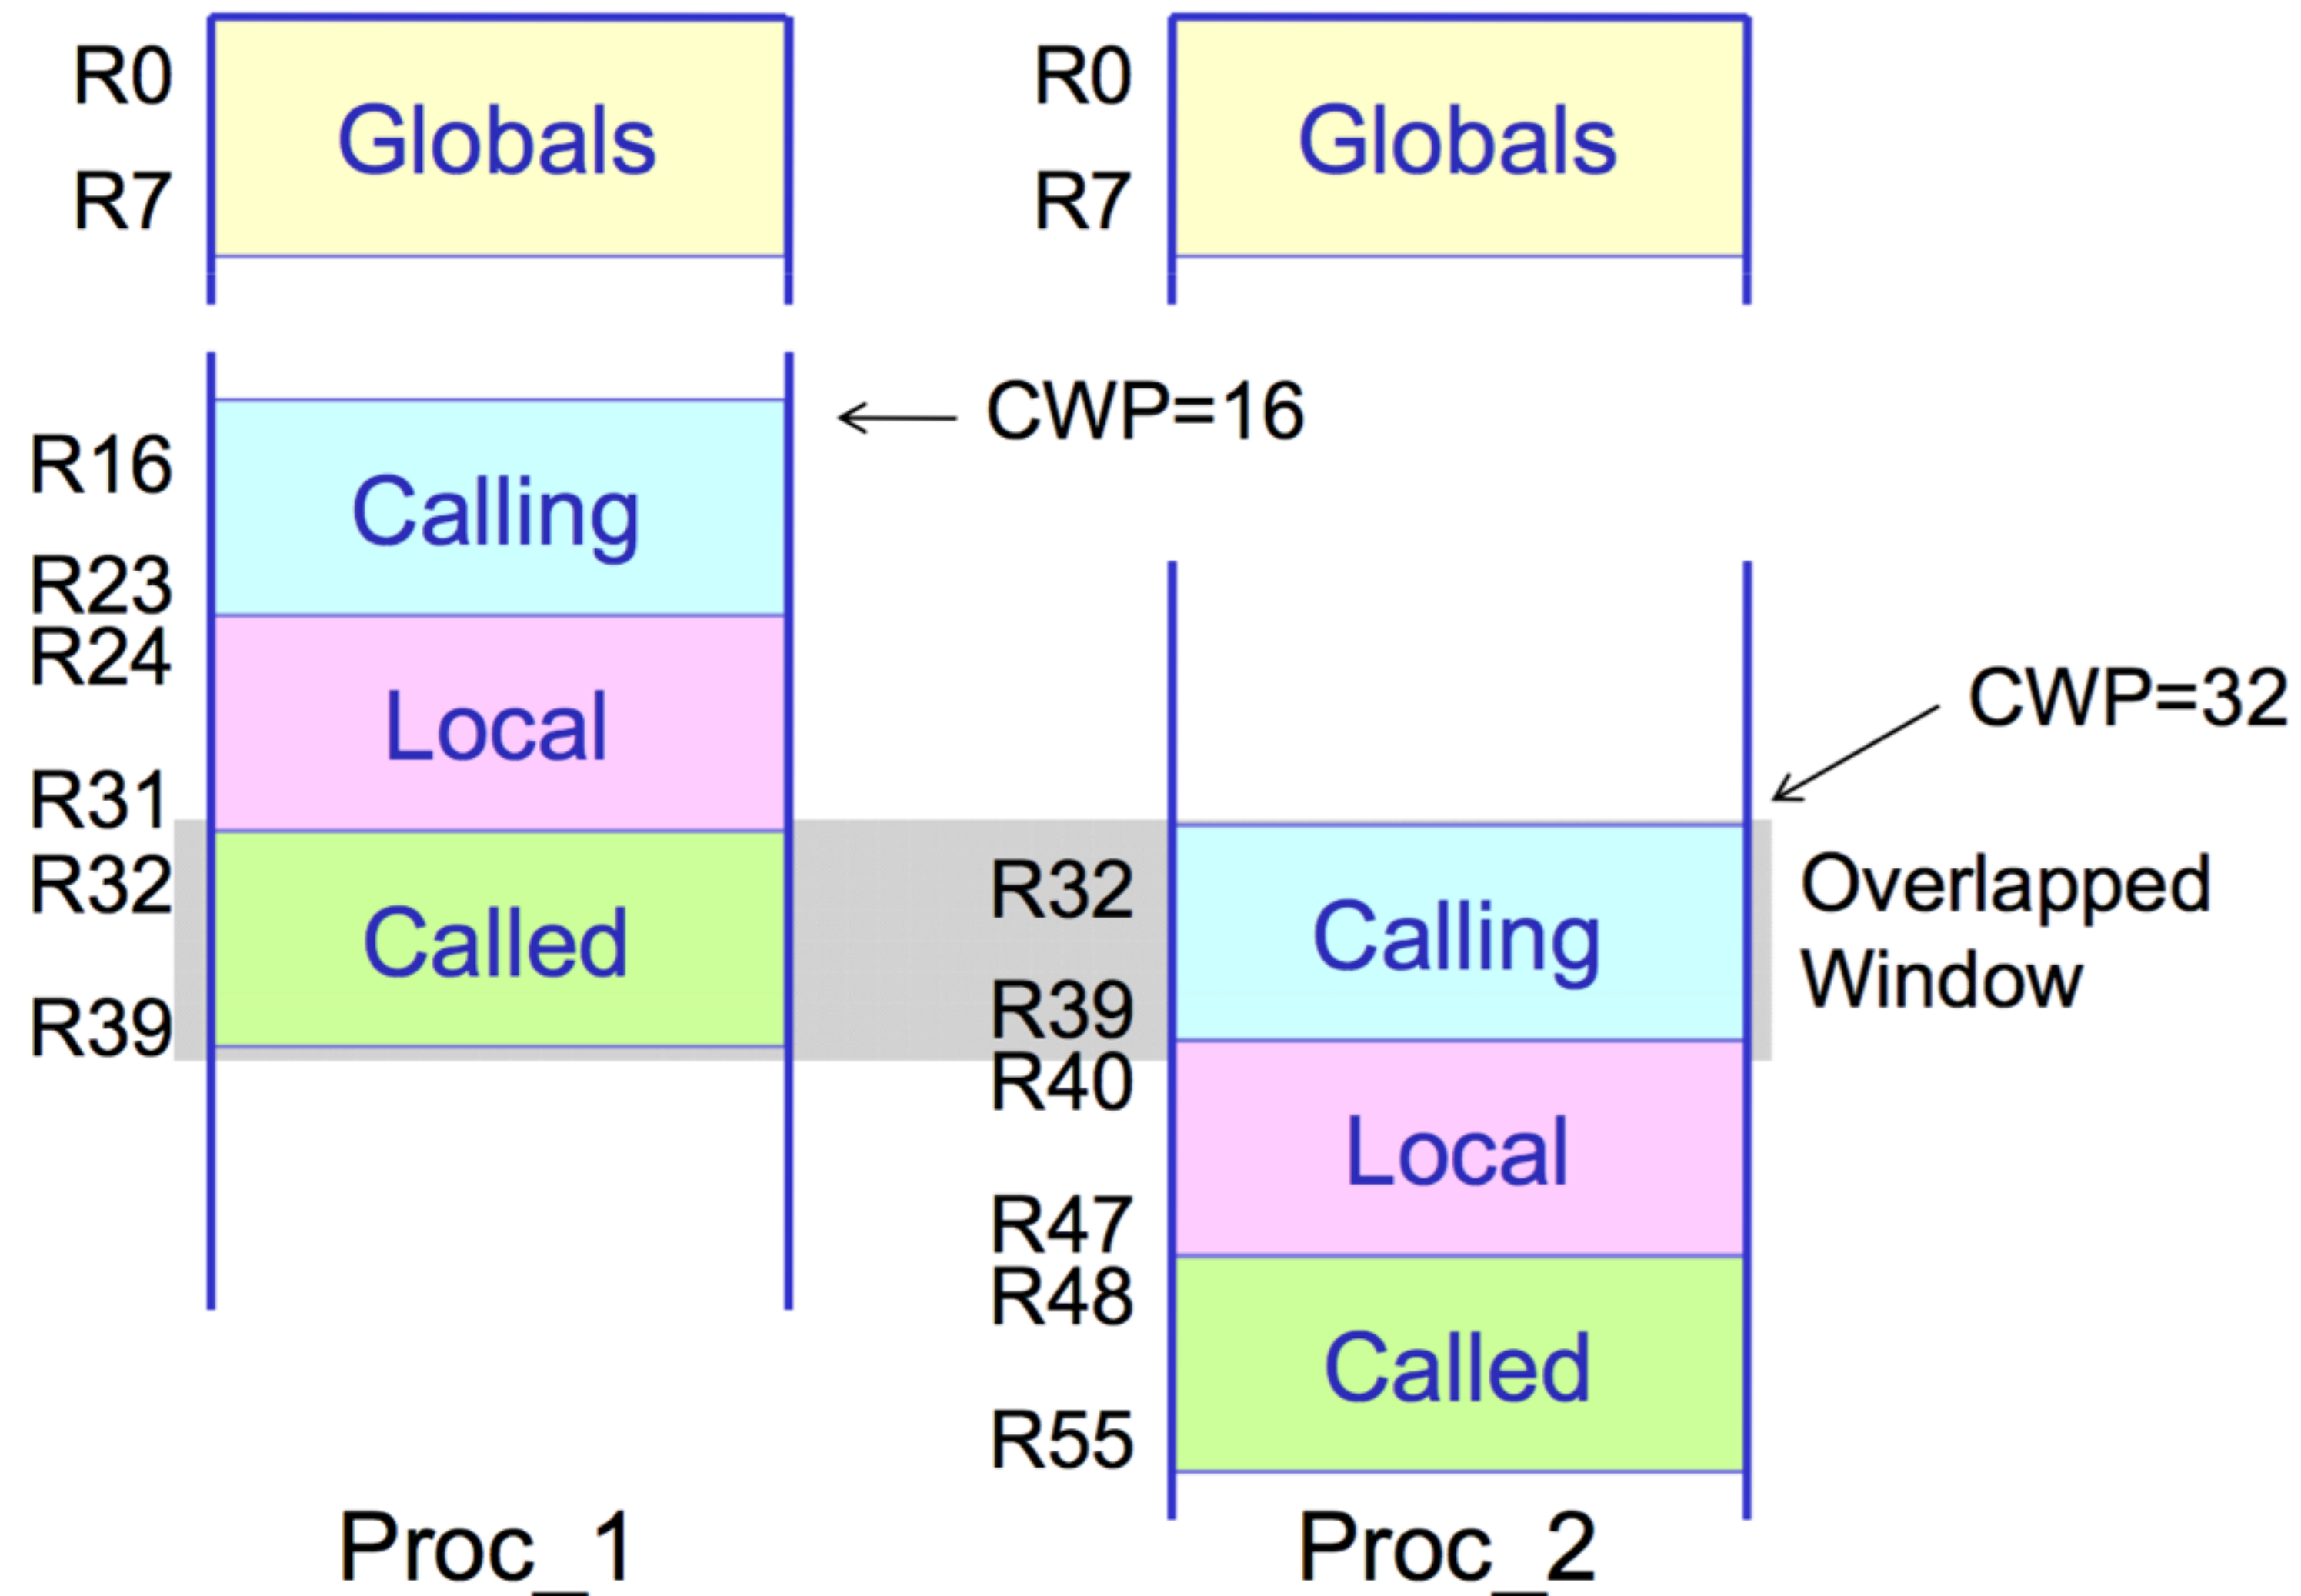 R0
Globals
R7
R0
Globals
R7
CWP=16
R16
Calling
R23
R24
Local
R31
R32
Called
R39
CWP=32
Overlapped
Window
R32
Calling
R39
R40
Local
R47
R48
Called
R55
Proc_1
Proc_2